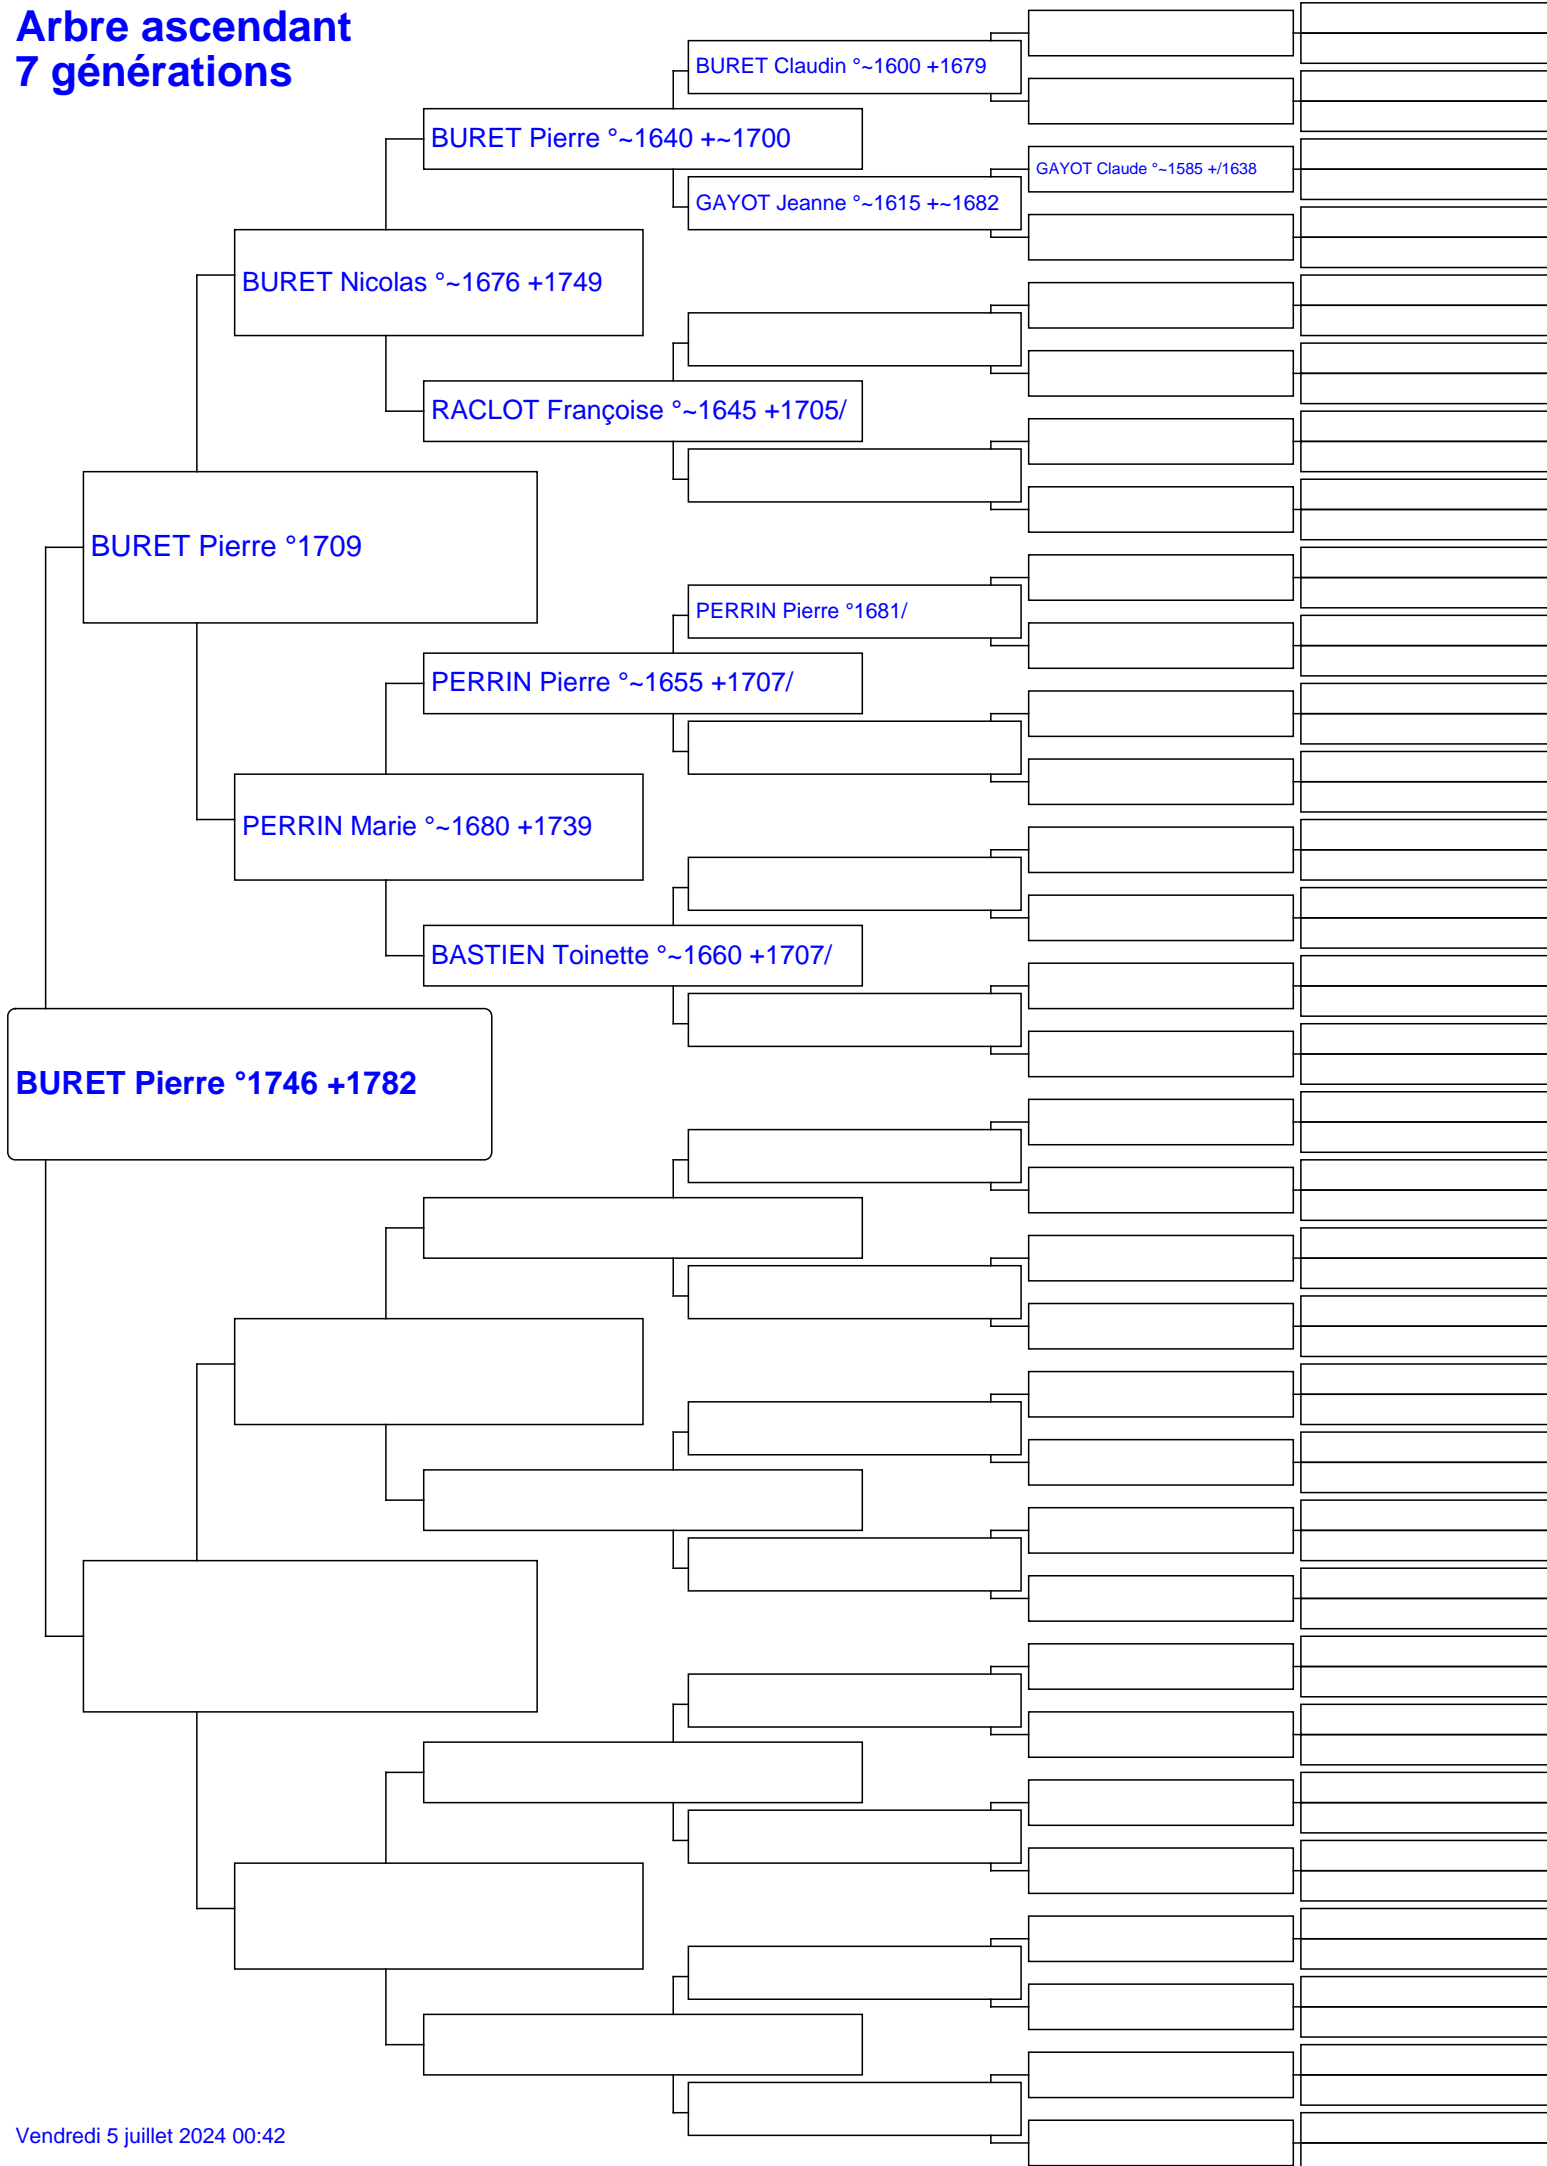 Arbre ascendant
7 générations
BURET Claudin °~1600 +1679
BURET Pierre °~1640 +~1700
GAYOT Claude °~1585 +/1638
GAYOT Jeanne °~1615 +~1682
BURET Nicolas °~1676 +1749
RACLOT Françoise °~1645 +1705/
BURET Pierre °1709
PERRIN Pierre °1681/
PERRIN Pierre °~1655 +1707/
PERRIN Marie °~1680 +1739
BASTIEN Toinette °~1660 +1707/
BURET Pierre °1746 +1782
Vendredi 5 juillet 2024 00:42